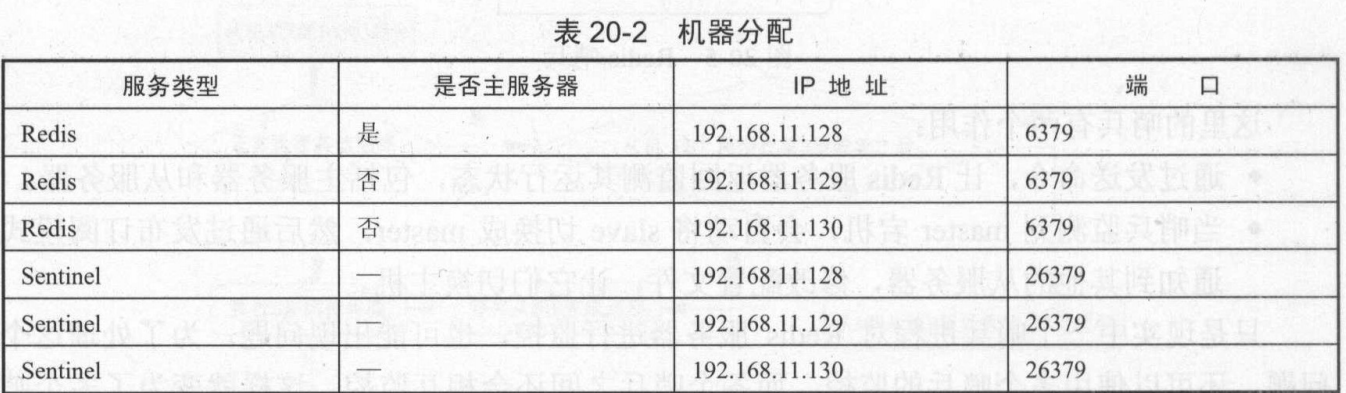 表 20-2 机器分配
服务类型 是否主服务器 IP 地 址 端 口
Redis 是 192.168.11.128 6379
Redis 否 192.168.11.129 6379
Redis 否 192.168.11.130 6379
Sentinel —— 192.168.11.128 26379
Sentinel —— 192.168.11.129 26379
Sentinel —— 192.168.11.130 26379